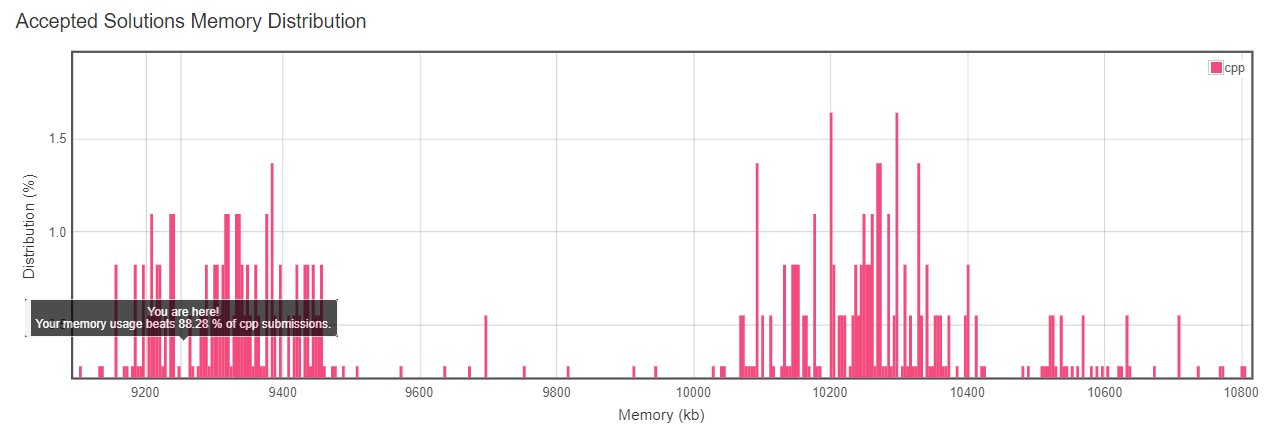 Accepted Solutions Memory Distribution
cpp
1.5
1.0
Distribution (%)
You are here!
Your memory usage beats 88.28 % of cpp submissions.
9200 9400 9600 9800 10000 10200 10400 10600 10800
Memory (kb)